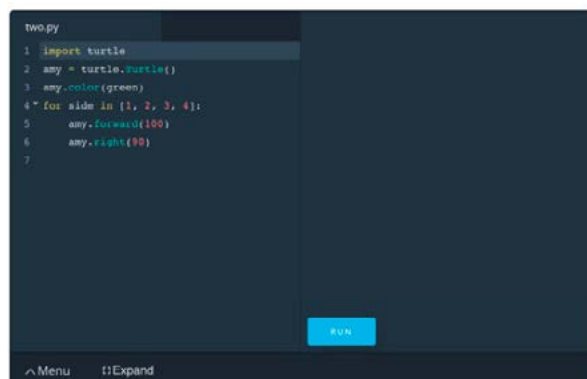 two.py
1 import turtle
2 amy = turtle.Turtle()
3 amy.color(green)
4 for side in [1, 2, 3, 4]:
5 amy.forward(100)
6 amy.right(90)
7
RUN
Menu Expand